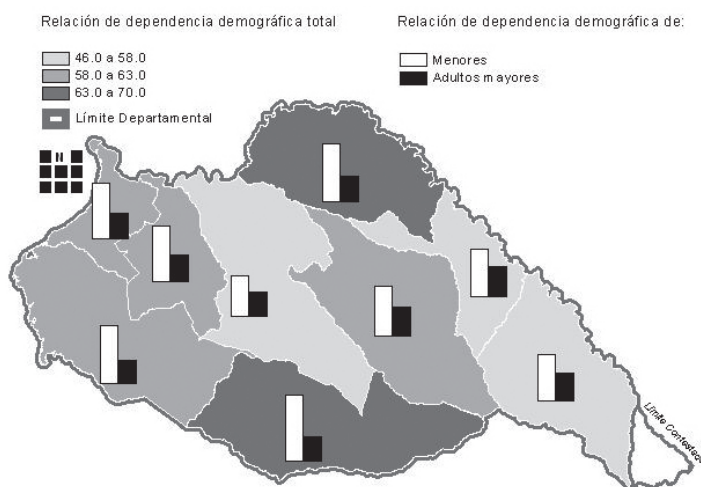 Relación de dependencia demográfica total
46.0 a 58.0
58.0 a 63.0
63.0 a 70.0
Límite Departamental
Relación de dependencia demográfica de:
Menores
Adultos mayores
N
Límite Contestado